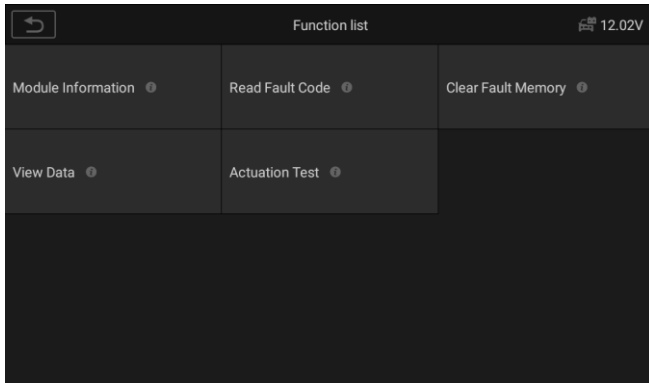 Function list
12.02V
Module Information
Read Fault Code
Clear Fault Memory
View Data
Actuation Test